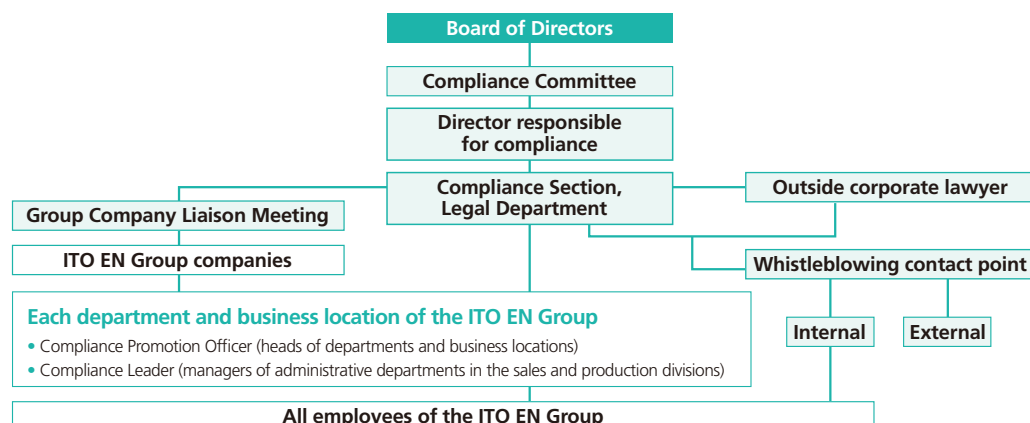 Board of Directors
Compliance Committee
Director responsible
for compliance
Compliance Section,
Legal Department
Outside corporate lawyer
Group Company Liaison Meeting
ITO EN Group companies
Whistleblowing contact point
Each department and business location of the ITO EN Group
• Compliance Promotion Officer (heads of departments and business locations)
• Compliance Leader (managers of administrative departments in the sales and production divisions)
Internal
External
All employees of the ITO EN Group